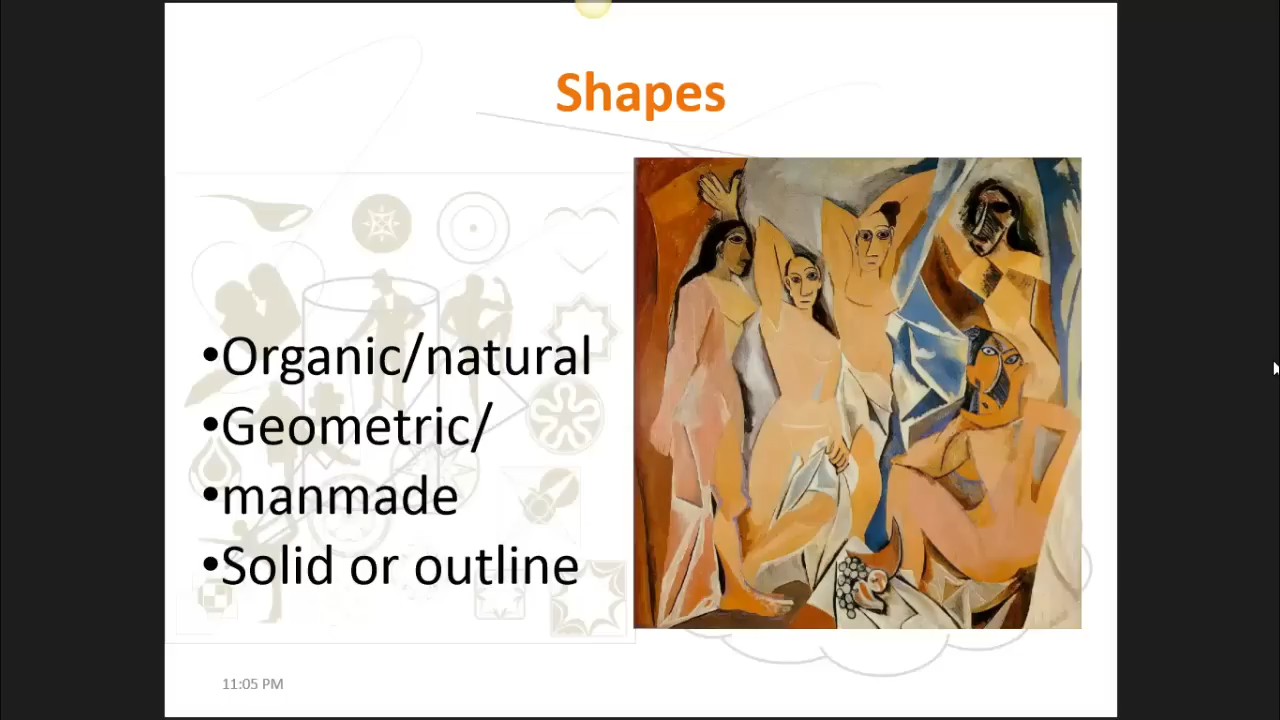 Shapes
•Organic/natural
•Geometric/
•manmade
•Solid or outline
11:05 PM